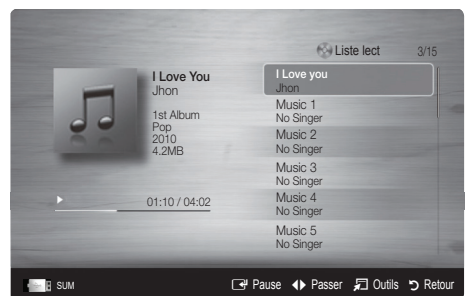 Liste lect 3/15
I Love You
Jhon
1st Album
Pop
2010
4.2MB
01:10 / 04:02
I Love you
Jhon
Music 1
No Singer
Music 2
No Singer
Music 3
No Singer
Music 4
No Singer
Music 5
No Singer
SUM Pause Passer Outils Retour